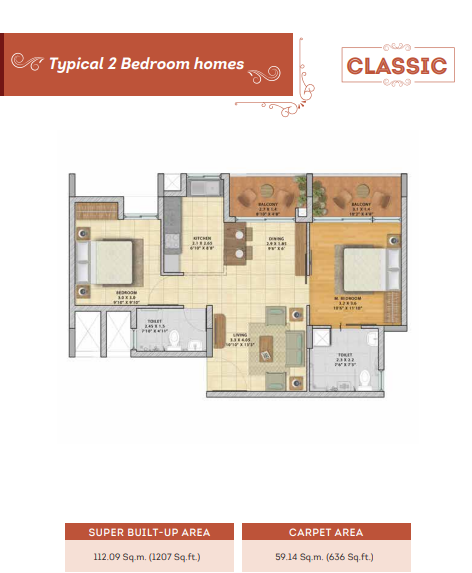 Typical 2 Bedroom homes
CLASSIC
BALCONY
2.7 X 1.4
8'10" X 4'8"
BALCONY
3.1 X 1.4
10'2" X 4'8"
KITCHEN
2.1 X 2.65
6'10" X 8'8"
DINING
2.9 X 1.85
9'6" X 6'
BEDROOM
3.0 X 3.0
9'10" X 9'10"
M. BEDROOM
3.2 X 3.6
10'6" X 11'10"
TOILET
2.45 X 1.5
7'10" X 4'11"
LIVING
3.3 X 4.05
10'10" X 13'3"
TOILET
2.3 X 2.2
7'6" X 7'3"
SUPER BUILT-UP AREA
CARPET AREA
112.09 Sq.m. (1207 Sq.ft.)
59.14 Sq.m. (636 Sq.ft.)